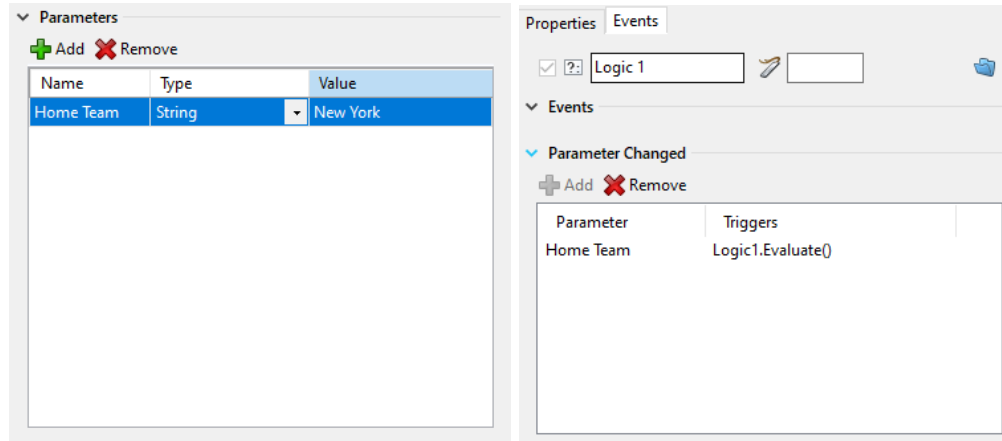 Parameters
Add Remove
Name Type Value
Home Team String New York
Properties Events
?: Logic 1
Events
Parameter Changed
Add Remove
Parameter Triggers
Home Team Logic1.Evaluate()